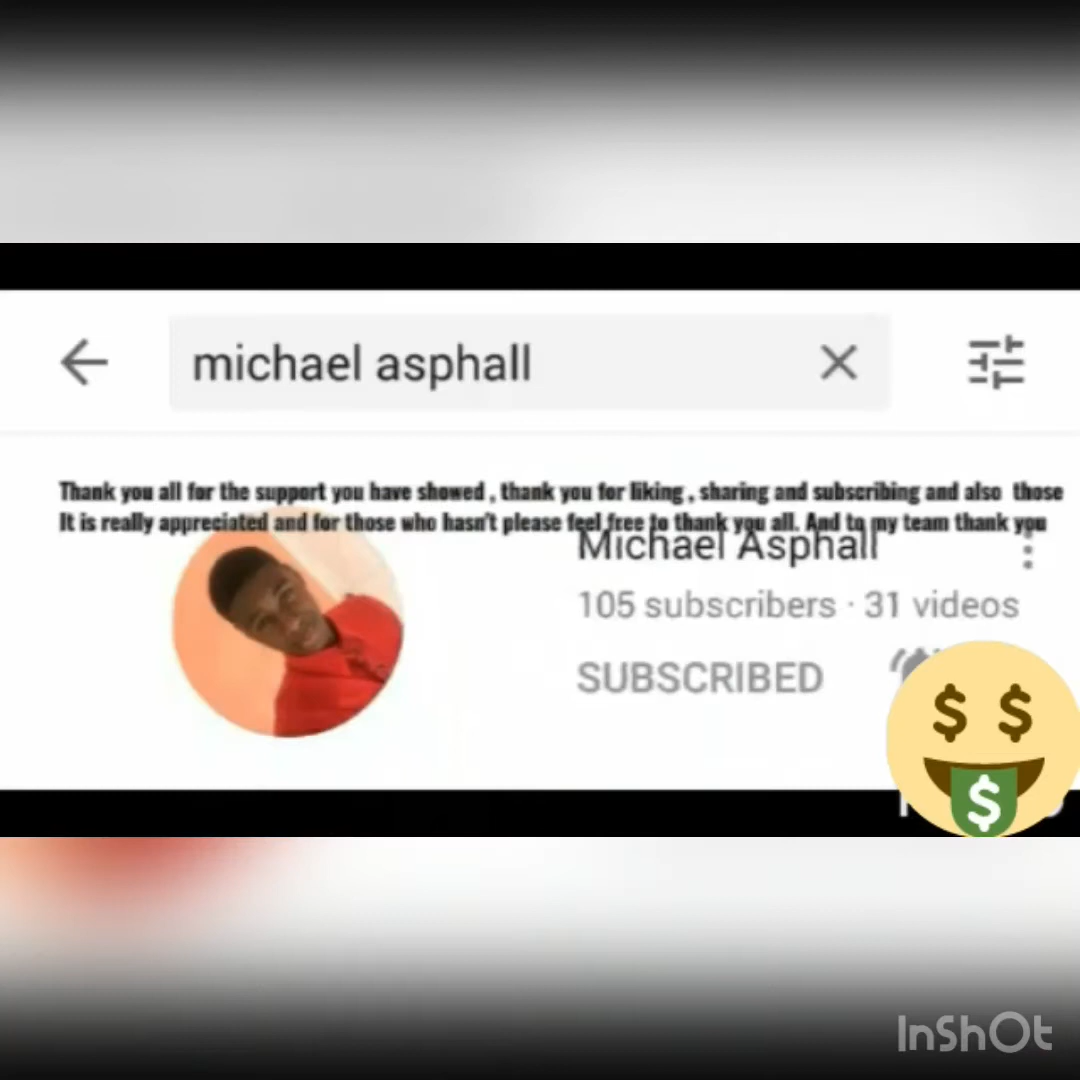 michael asphall
Thank you all for the support you have showed , thank you for liking , sharing and subscribing and also those
It is really appreciated and for those who hasn't please feel free to thank you all. And to my team thank you
Michael Asphall
105 subscribers · 31 videos
SUBSCRIBED
$ $
$
InShOt